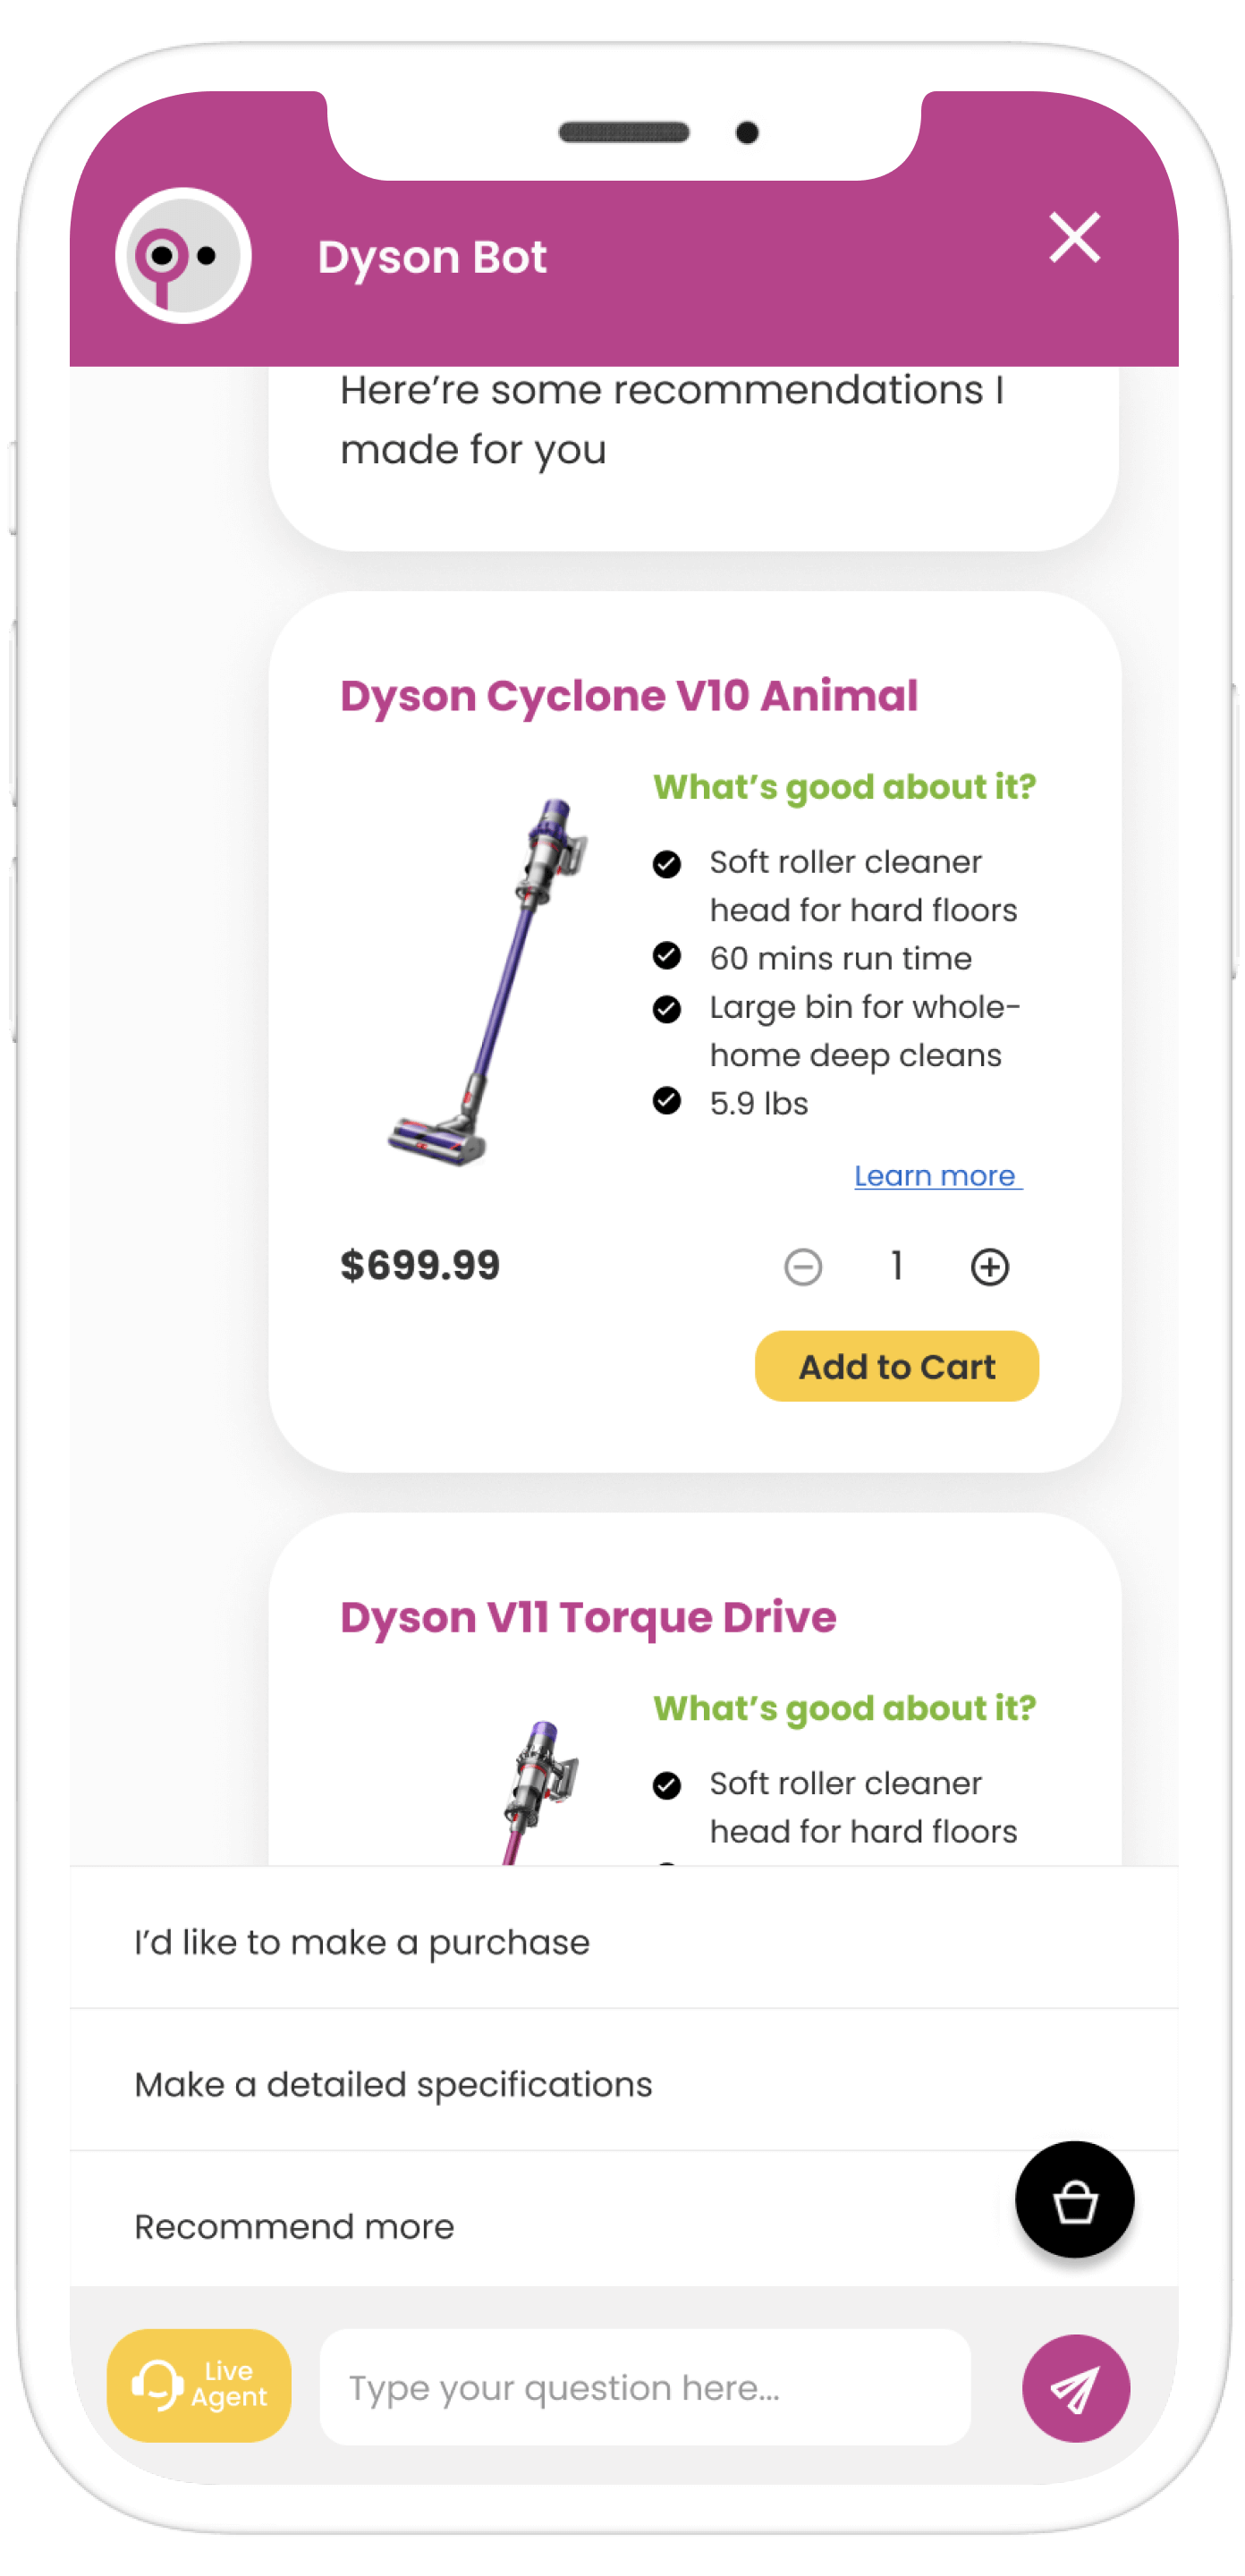 Dyson Bot
Here’re some recommendations I
made for you
Dyson Cyclone V10 Animal
What’s good about it?
Soft roller cleaner
head for hard floors
60 mins run time
Large bin for whole-
home deep cleans
5.9 lbs
Learn more
$699.99
1
Add to Cart
Dyson V11 Torque Drive
What’s good about it?
Soft roller cleaner
head for hard floors
I’d like to make a purchase
Make a detailed specifications
Recommend more
Live
Agent
Type your question here...